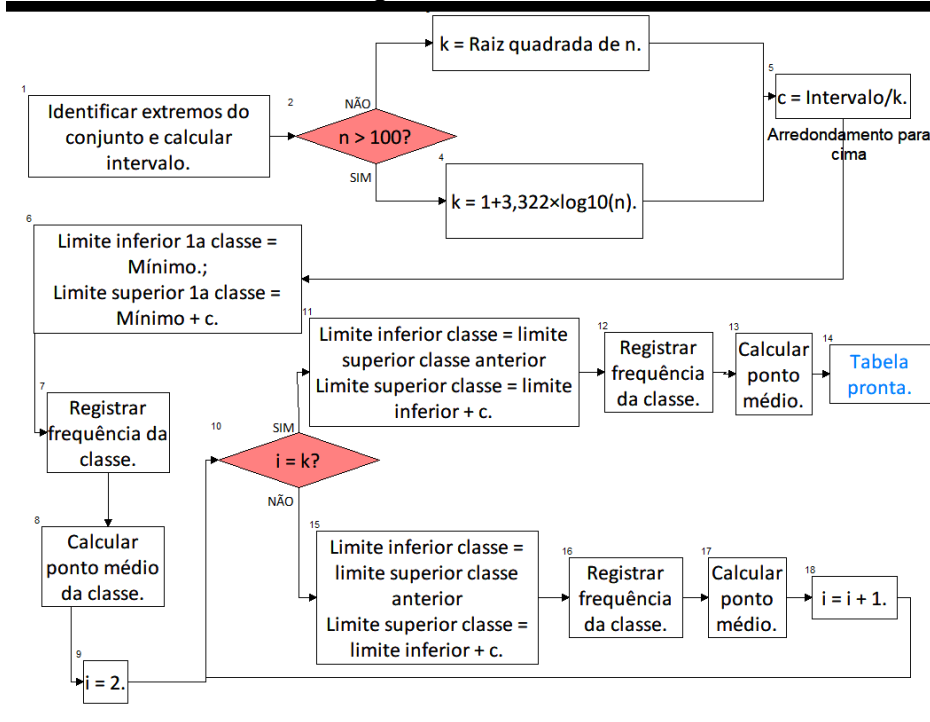 k = Raiz quadrada de n.
1
Identificar extremos do
conjunto e calcular
intervalo.
2
NÃO
n > 100?
SIM
4
k = 1+3,322×log10(n).
5
c = Intervalo/k.
Arredondamento para
cima
6
Limite inferior 1a classe =
Mínimo.;
Limite superior 1a classe =
Mínimo + c.
7
Registrar
frequência da
classe.
8
Calcular
ponto médio
da classe.
9
i = 2.
10
SIM
i = k?
NÃO
11
Limite inferior classe = limite
superior classe anterior
Limite superior classe = limite
inferior + c.
12
Registrar
frequência
da classe.
13
Calcular
ponto
médio.
14
Tabela
pronta.
15
Limite inferior classe =
limite superior classe
anterior
Limite superior classe =
limite inferior + c.
16
Registrar
frequência
da classe.
17
Calcular
ponto
médio.
18
i = i + 1.